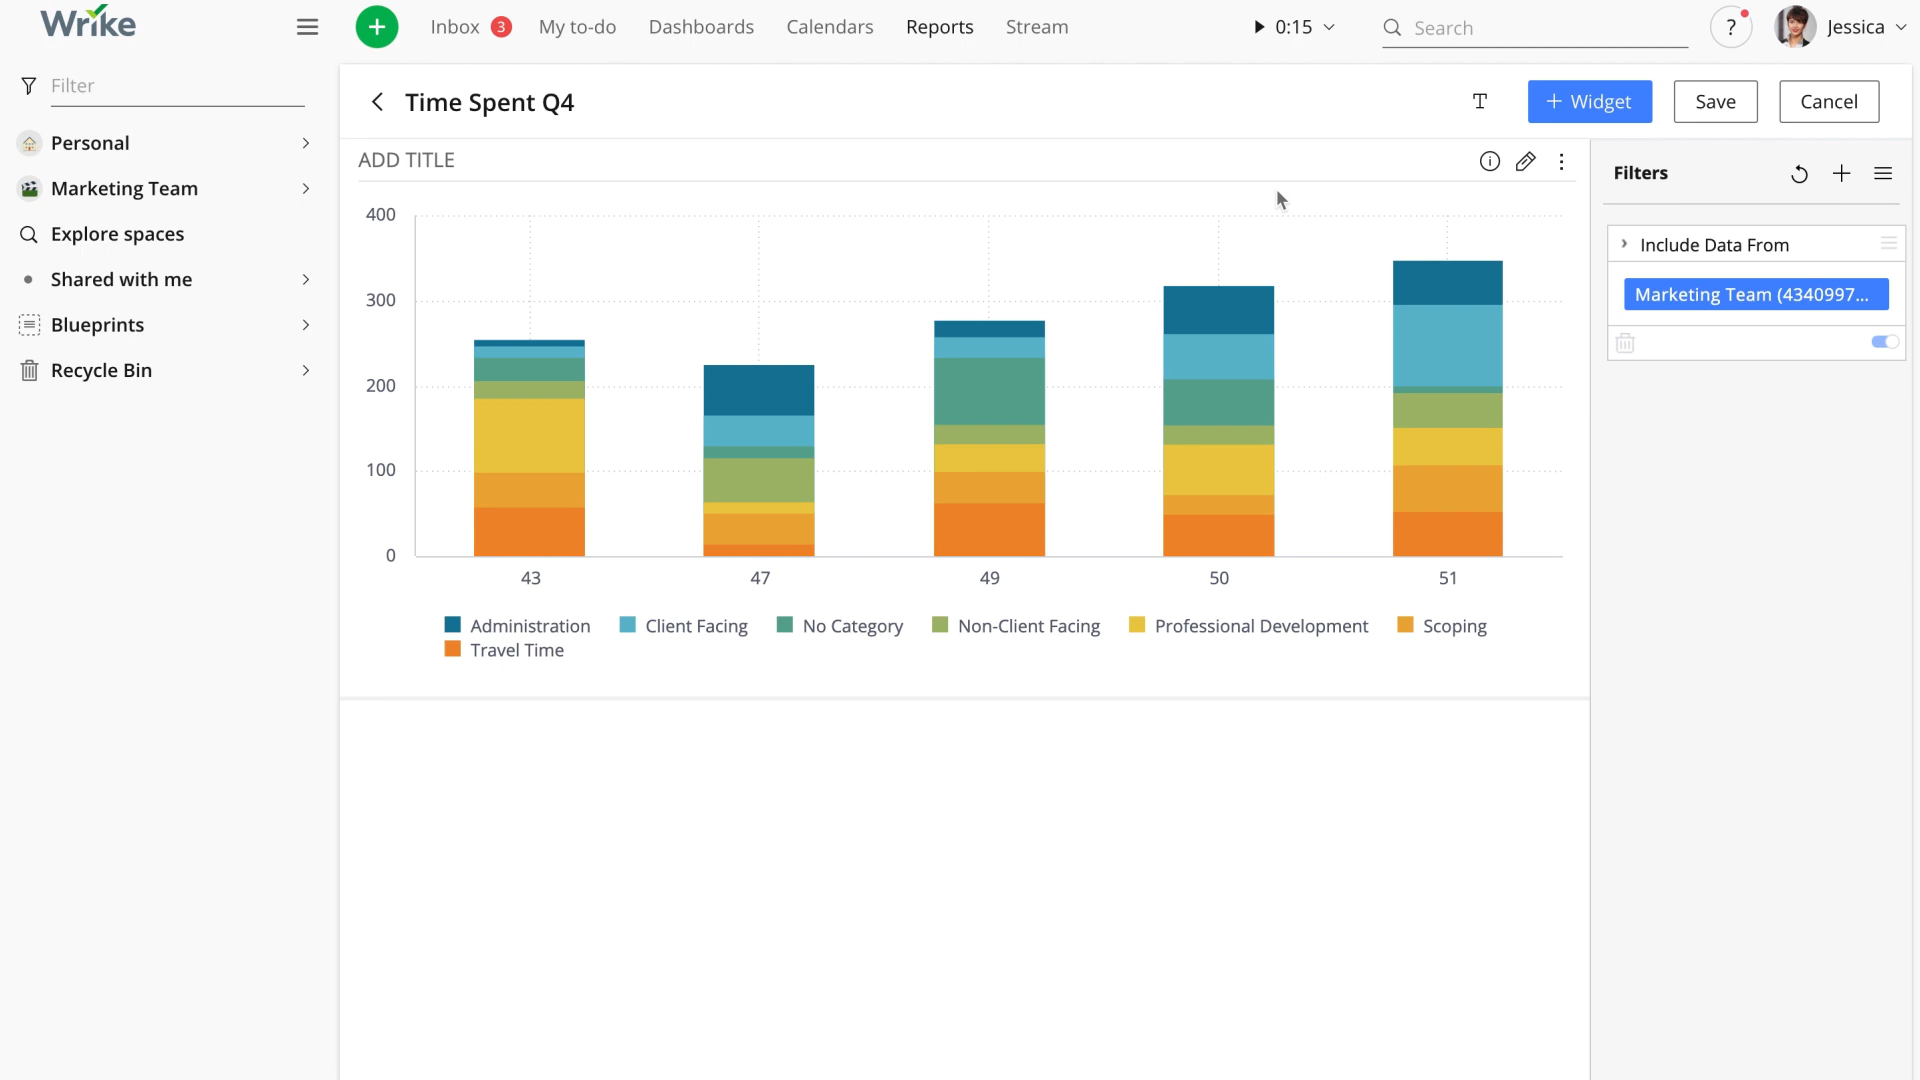 Wrike
+ Inbox 3 My to-do Dashboards Calendars Reports Stream 0:15 Search ? Jessica
Filter
Personal
Marketing Team
Explore spaces
Shared with me
Blueprints
Recycle Bin
Time Spent Q4
T + Widget Save Cancel
ADD TITLE
400
300
200
100
0
43 47 49 50 51
Administration Client Facing No Category Non-Client Facing Professional Development Scoping
Travel Time
Filters
Include Data From
Marketing Team (4340997...